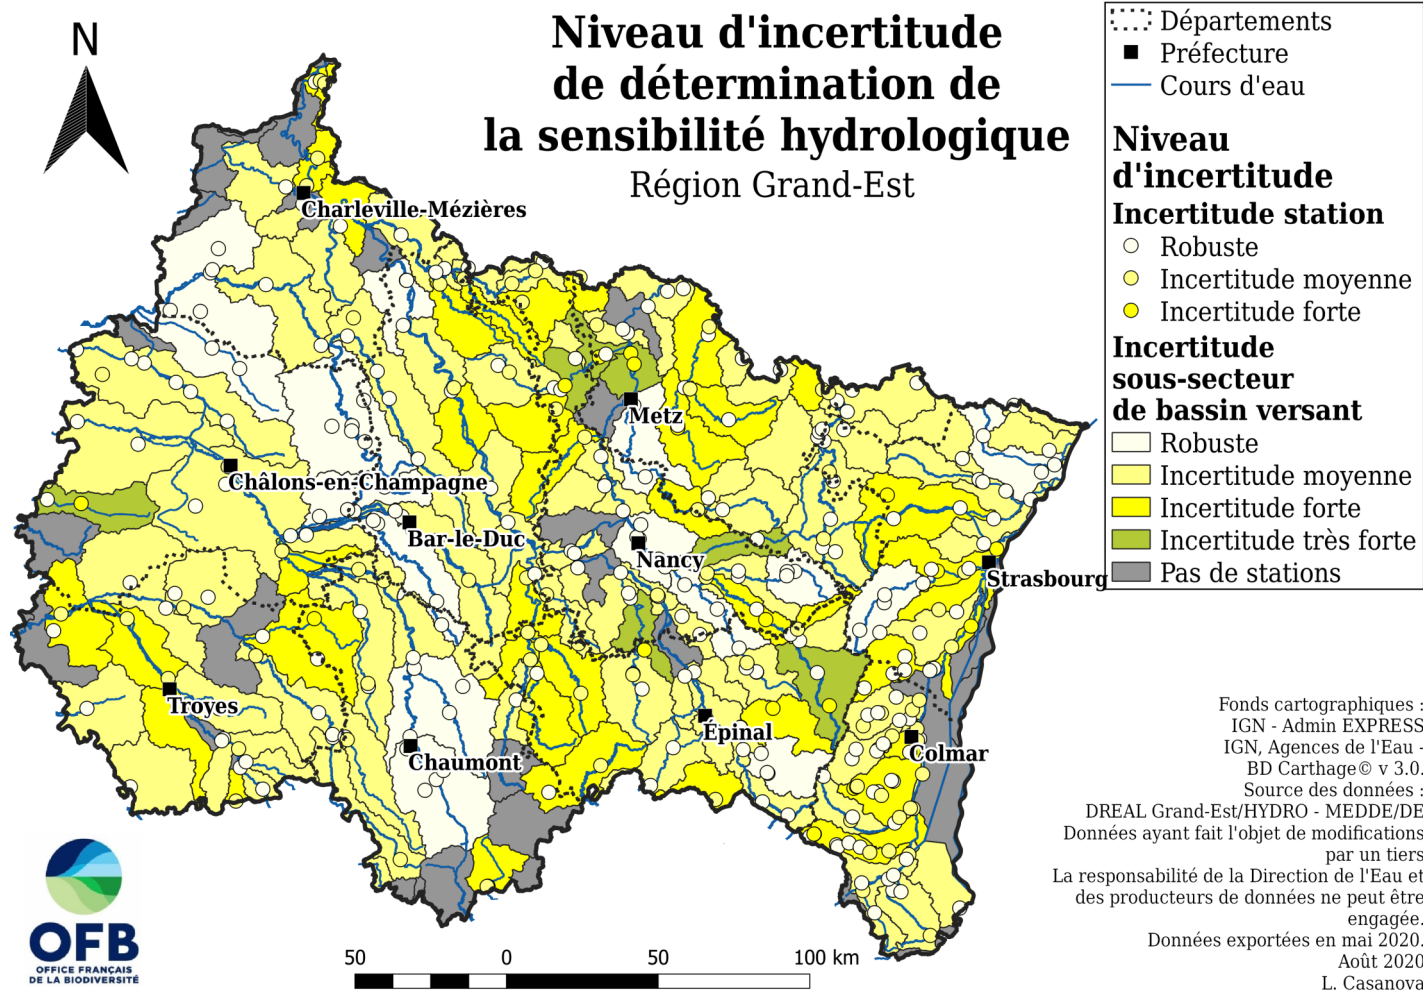 N
Niveau d'incertitude
de détermination de
la sensibilité hydrologique
Région Grand-Est
Départements
Préfecture
Cours d'eau
Niveau
d'incertitude
Incertitude station
Robuste
Incertitude moyenne
Incertitude forte
Incertitude
sous-secteur
de bassin versant
Robuste
Incertitude moyenne
Incertitude forte
Incertitude très forte
Pas de stations
Charleville-Mézières
Metz
Châlons-en-Champagne
Bar-le-Duc
Nancy
Strasbourg
Troyes
Épinal
Chaumont
Colmar
Fonds cartographiques :
IGN - Admin EXPRESS
IGN, Agences de l'Eau -
BD Carthage© v 3.0.
Source des données :
DREAL Grand-Est/HYDRO - MEDDE/DE
Données ayant fait l'objet de modifications
par un tiers
La responsabilité de la Direction de l'Eau et
des producteurs de données ne peut être
engagée.
Données exportées en mai 2020.
Août 2020
L. Casanova
OFB
OFFICE FRANÇAIS
DE LA BIODIVERSITÉ
50 0 50 100 km